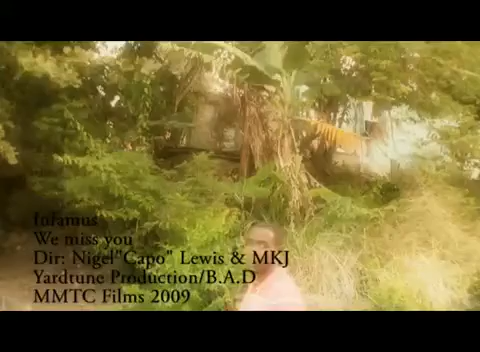 Infamus
We miss you
Dir: Nigel"Capo" Lewis & MKJ
Yardtune Production/B.A.D
MMTC Films 2009